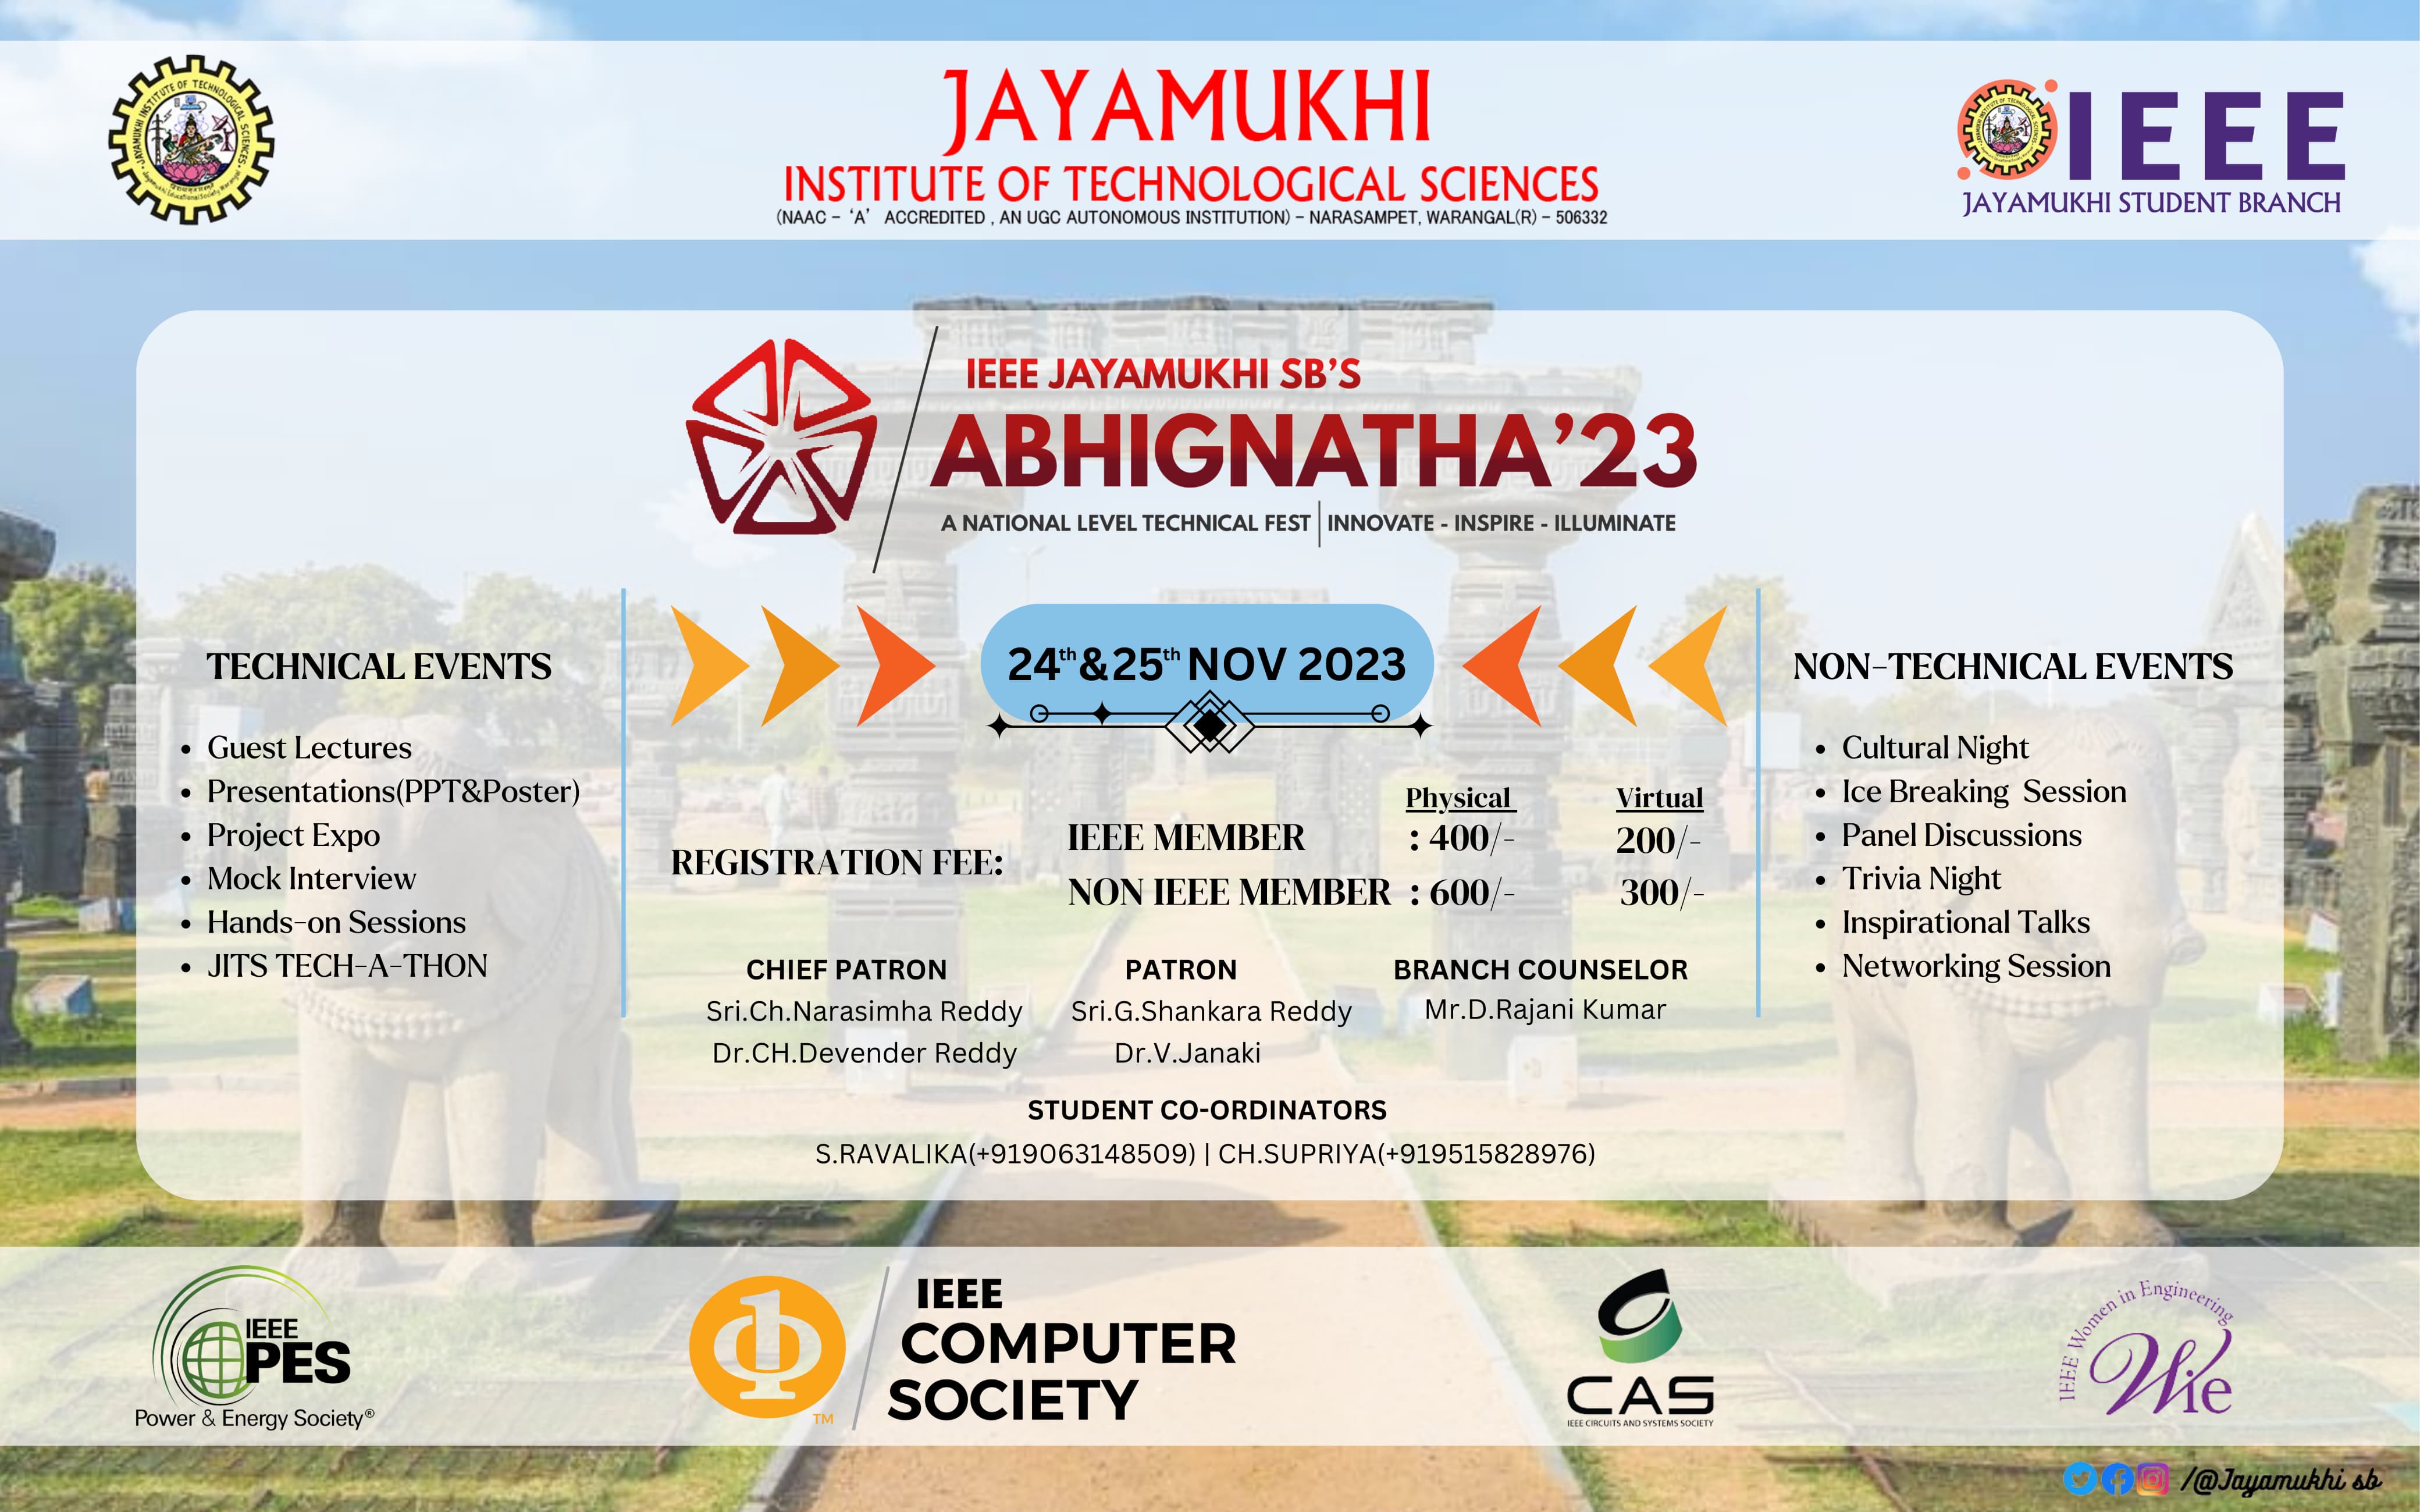 JAYAMUKHI
INSTITUTE OF TECHNOLOGICAL SCIENCES
(NAAC - 'A' ACCREDITED , AN UGC AUTONOMOUS INSTITUTION) - NARASAMPET, WARANGAL(R) - 506332
IEEE
JAYAMUKHI STUDENT BRANCH
IEEE JAYAMUKHI SB'S
ABHIGNATHA'23
A NATIONAL LEVEL TECHNICAL FEST | INNOVATE - INSPIRE - ILLUMINATE
24th & 25th NOV 2023
TECHNICAL EVENTS
• Guest Lectures
• Presentations(PPT&Poster)
• Project Expo
• Mock Interview
• Hands-on Sessions
• JITS TECH-A-THON
REGISTRATION FEE:
Physical Virtual
IEEE MEMBER : 400/- 200/-
NON IEEE MEMBER : 600/- 300/-
CHIEF PATRON
Sri.Ch.Narasimha Reddy
Dr.CH.Devender Reddy
PATRON
Sri.G.Shankara Reddy
Dr.V.Janaki
BRANCH COUNSELOR
Mr.D.Rajani Kumar
STUDENT CO-ORDINATORS
S.RAVALIKA(+919063148509) | CH.SUPRIYA(+919515828976)
NON-TECHNICAL EVENTS
• Cultural Night
• Ice Breaking Session
• Panel Discussions
• Trivia Night
• Inspirational Talks
• Networking Session
IEEE
PES
Power & Energy Society®
IEEE
COMPUTER
SOCIETY
TM
CAS
IEEE CIRCUITS AND SYSTEMS SOCIETY
IEEE Women in Engineering
Wie
/@Jayamukhi sb